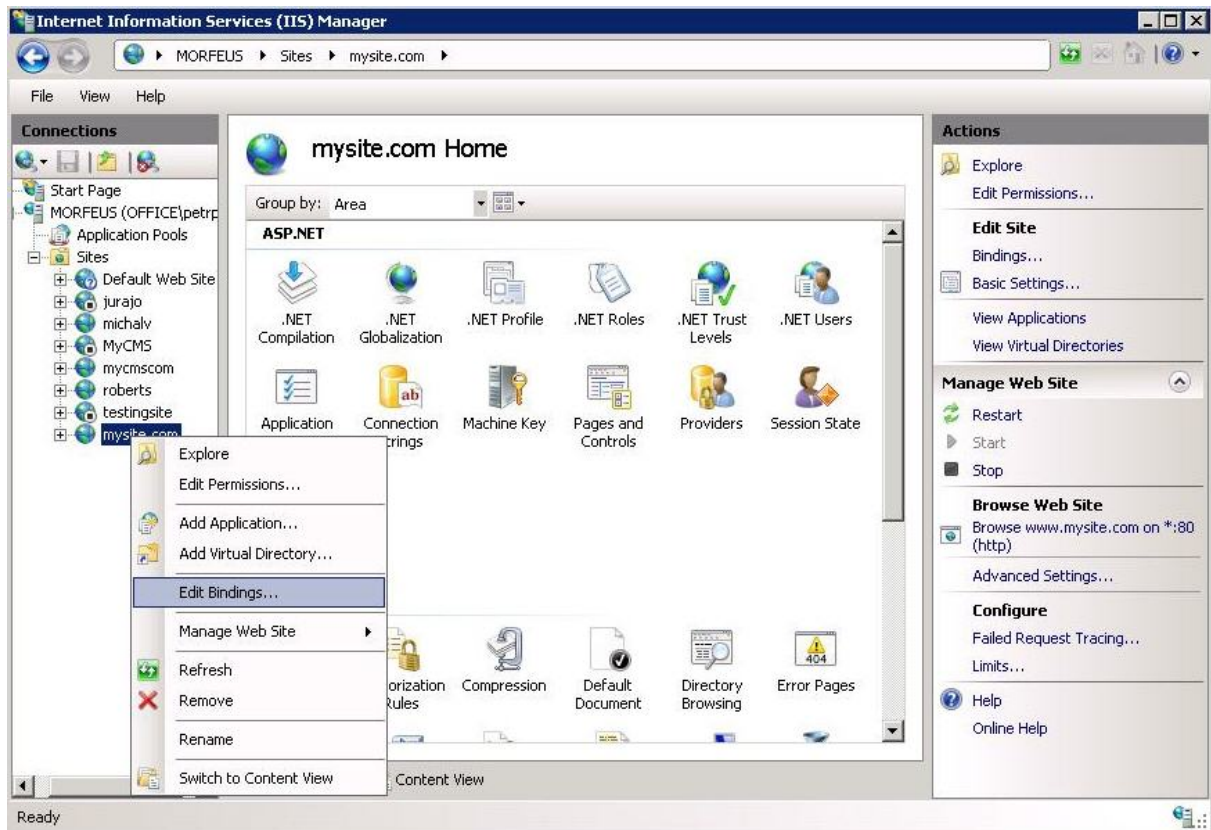 Internet Information Services (IIS) Manager
MORFEUS Sites mysite.com
File View Help
Connections
Start Page
MORFEUS (OFFICE\petrp
Application Pools
Sites
Default Web Site
jurajo
michalv
MyCMS
mycmscom
roberts
testingsite
mysite.com
Explore
Edit Permissions...
Add Application...
Add Virtual Directory...
Edit Bindings...
Manage Web Site
Refresh
Remove
Rename
Switch to Content View
mysite.com Home
Group by: Area
ASP.NET
.NET Compilation
.NET Globalization
.NET Profile
.NET Roles
.NET Trust Levels
.NET Users
Application
Connection
Machine Key
Pages and Controls
Providers
Session State
Compression
Default Document
Directory Browsing
Error Pages
404
Content View
Actions
Explore
Edit Permissions...
Edit Site
Bindings...
Basic Settings...
View Applications
View Virtual Directories
Manage Web Site
Restart
Start
Stop
Browse Web Site
Browse www.mysite.com on *:80
(http)
Advanced Settings...
Configure
Failed Request Tracing...
Limits...
Help
Online Help
Ready